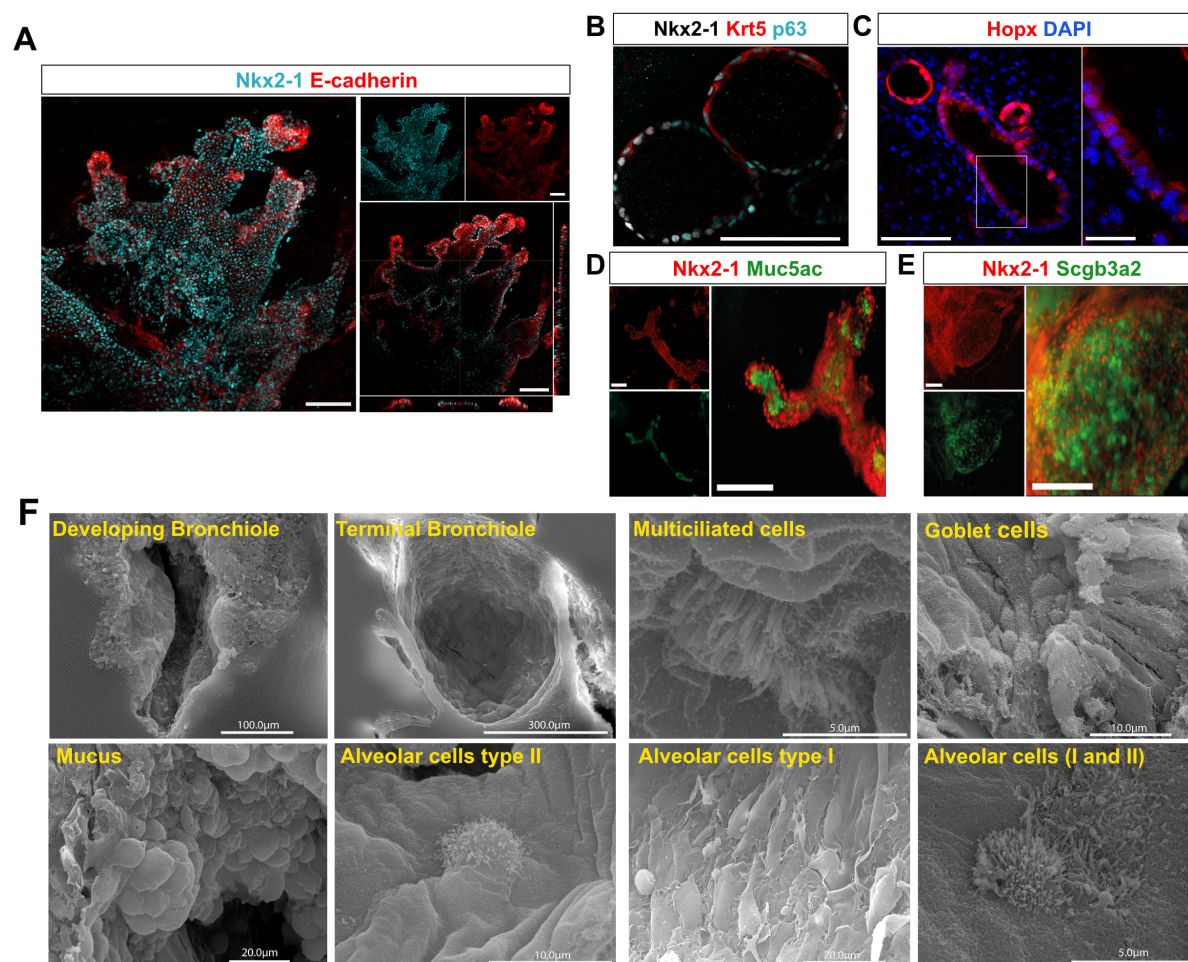 A
Nkx2-1 E-cadherin
B
Nkx2-1 Krt5 p63
C
Hopx DAPI
D
Nkx2-1 Muc5ac
E
Nkx2-1 Scgb3a2
F
Developing Bronchiole
100.0µm
Terminal Bronchiole
300.0µm
Multiciliated cells
5.0µm
Goblet cells
10.0µm
Mucus
20.0µm
Alveolar cells type II
10.0µm
Alveolar cells type I
20.0µm
Alveolar cells (I and II)
5.0µm